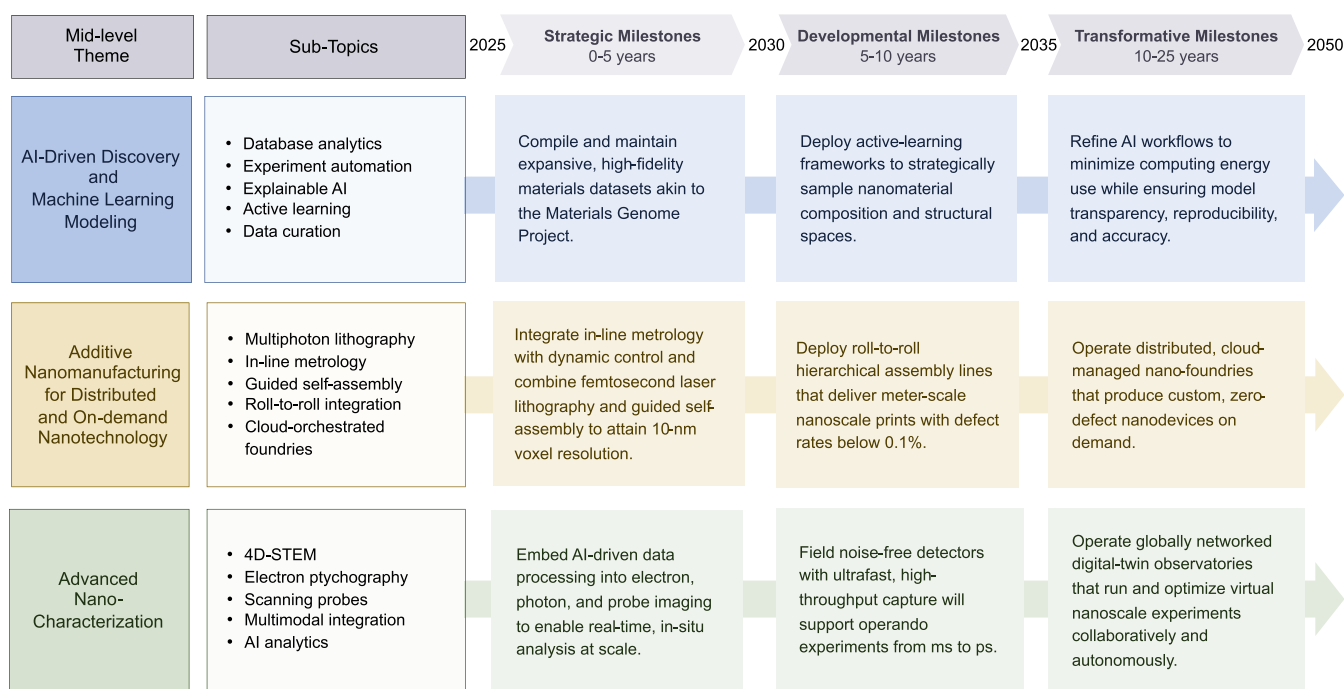 Mid-level
Theme
Sub-Topics
2025
Strategic Milestones
0-5 years
2030
Developmental Milestones
5-10 years
2035
Transformative Milestones
10-25 years
2050
AI-Driven Discovery
and
Machine Learning
Modeling
• Database analytics
• Experiment automation
• Explainable AI
• Active learning
• Data curation
Compile and maintain
expansive, high-fidelity
materials datasets akin to
the Materials Genome
Project.
Deploy active-learning
frameworks to strategically
sample nanomaterial
composition and structural
spaces.
Refine AI workflows to
minimize computing energy
use while ensuring model
transparency, reproducibility,
and accuracy.
Additive
Nanomanufacturing
for Distributed
and On-demand
Nanotechnology
• Multiphoton lithography
• In-line metrology
• Guided self-assembly
• Roll-to-roll integration
• Cloud-orchestrated
foundries
Integrate in-line metrology
with dynamic control and
combine femtosecond laser
lithography and guided self-
assembly to attain 10-nm
voxel resolution.
Deploy roll-to-roll
hierarchical assembly lines
that deliver meter-scale
nanoscale prints with defect
rates below 0.1%.
Operate distributed, cloud-
managed nano-foundries
that produce custom, zero-
defect nanodevices on
demand.
Advanced
Nano-
Characterization
• 4D-STEM
• Electron ptychography
• Scanning probes
• Multimodal integration
• AI analytics
Embed AI-driven data
processing into electron,
photon, and probe imaging
to enable real-time, in-situ
analysis at scale.
Field noise-free detectors
with ultrafast, high-
throughput capture will
support operando
experiments from ms to ps.
Operate globally networked
digital-twin observatories
that run and optimize virtual
nanoscale experiments
collaboratively and
autonomously.